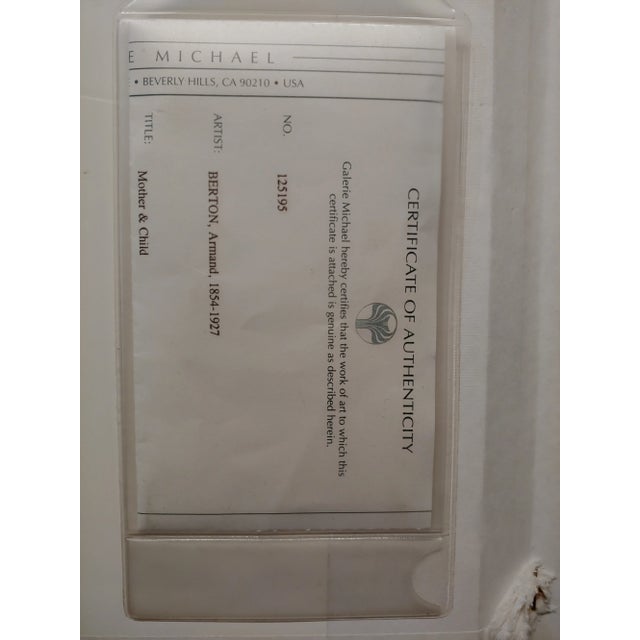 E MICHAEL
• BEVERLY HILLS, CA 90210 • USA
CERTIFICATE OF AUTHENTICITY
Galerie Michael hereby certifies that the work of art to which this
certificate is attached is genuine as described herein.
NO. 125195
ARTIST: BERTON, Armand, 1854-1927
TITLE: Mother & Child